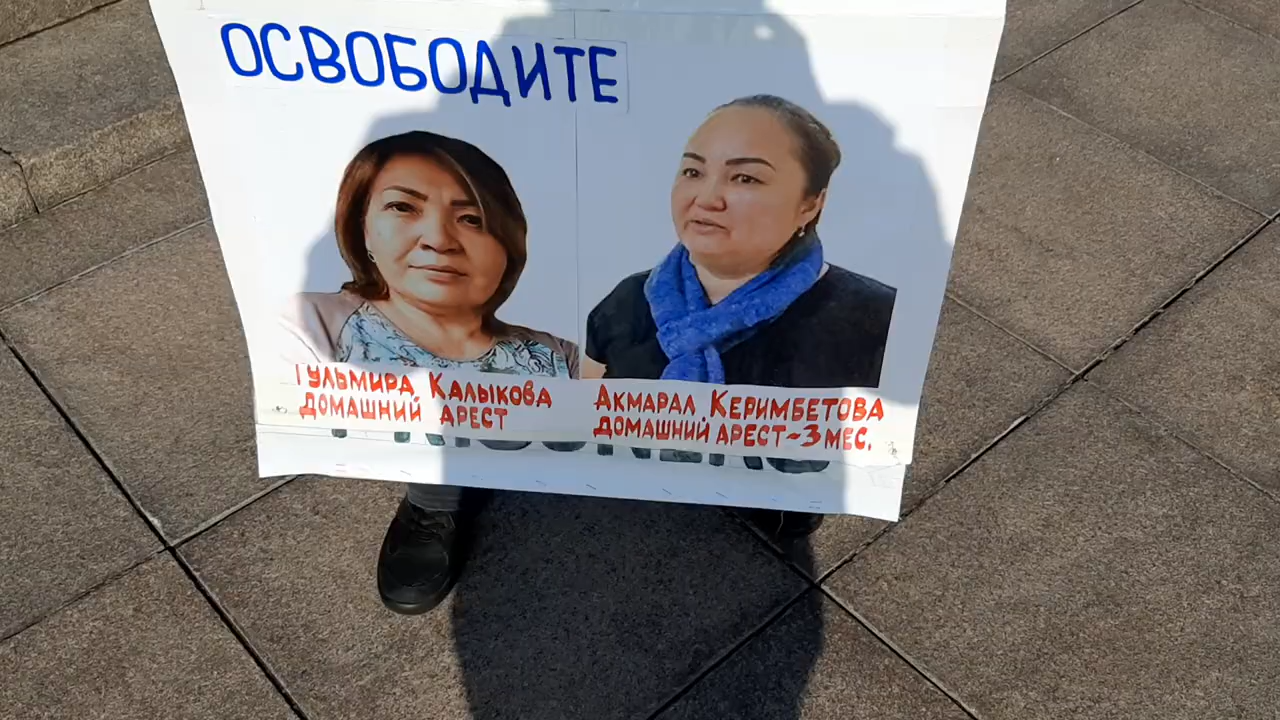 ОСВОБОДИТЕ
Гульмира Калыкова
домашний арест
Акмарал Керимбетова
домашний арест-3 мес.